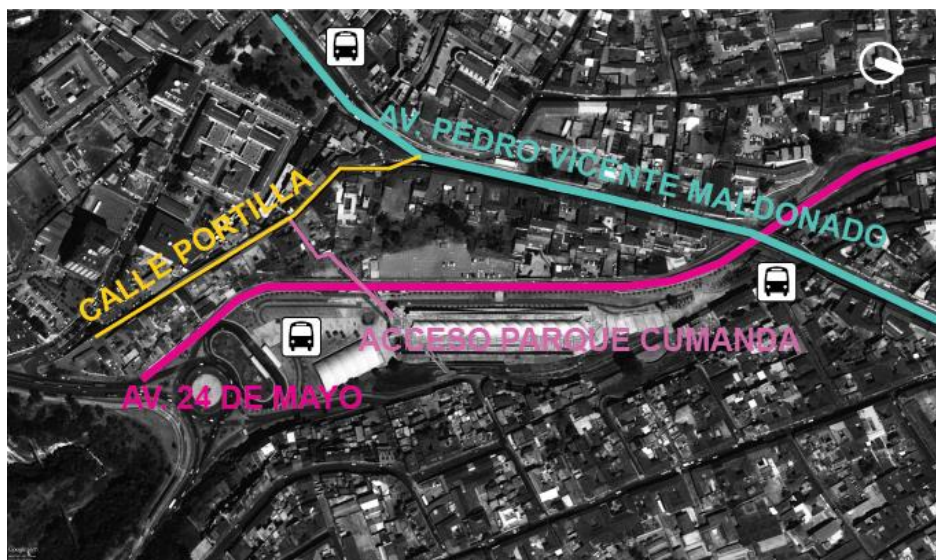 AV. PEDRO VICENTE MALDONADO
CALLE PORTILLA
ACCESO PARQUE CUMANDA
AV. 24 DE MAYO